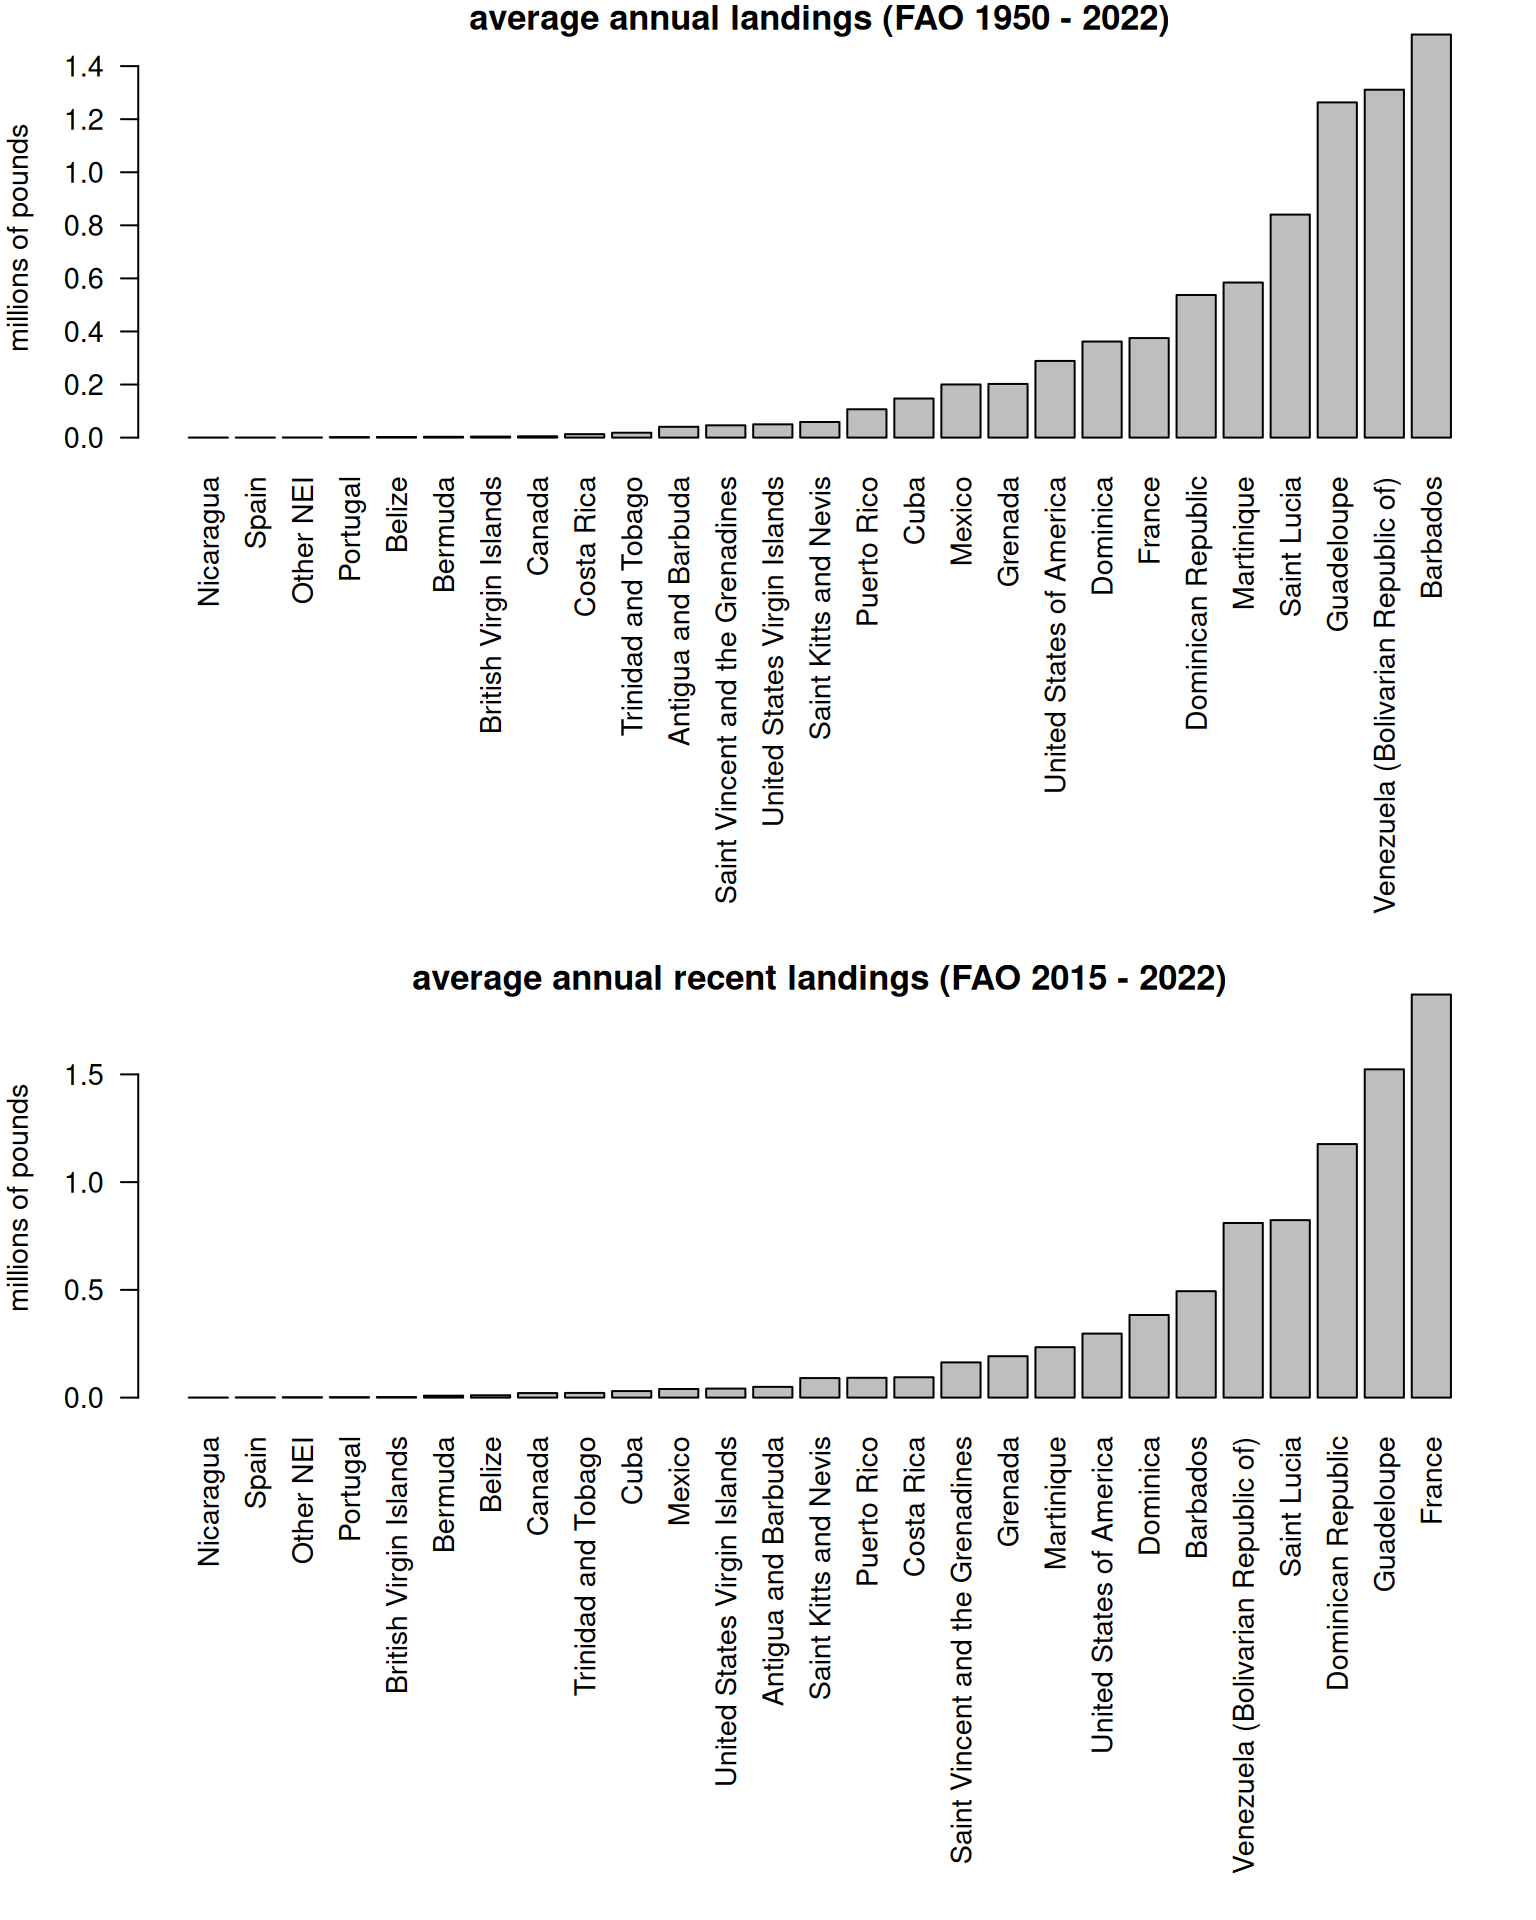 average annual landings (FAO 1950 - 2022)
millions of pounds
1.4
1.2
1.0
0.8
0.6
0.4
0.2
0.0
Nicaragua
Spain
Other NEI
Portugal
Belize
Bermuda
British Virgin Islands
Canada
Costa Rica
Trinidad and Tobago
Antigua and Barbuda
Saint Vincent and the Grenadines
United States Virgin Islands
Saint Kitts and Nevis
Puerto Rico
Cuba
Mexico
Grenada
United States of America
Dominica
France
Dominican Republic
Martinique
Saint Lucia
Guadeloupe
Venezuela (Bolivarian Republic of)
Barbados
average annual recent landings (FAO 2015 - 2022)
millions of pounds
1.5
1.0
0.5
0.0
Nicaragua
Spain
Other NEI
Portugal
British Virgin Islands
Bermuda
Belize
Canada
Trinidad and Tobago
Cuba
Mexico
United States Virgin Islands
Antigua and Barbuda
Saint Kitts and Nevis
Puerto Rico
Costa Rica
Saint Vincent and the Grenadines
Grenada
Martinique
United States of America
Dominica
Barbados
Venezuela (Bolivarian Republic of)
Saint Lucia
Dominican Republic
Guadeloupe
France